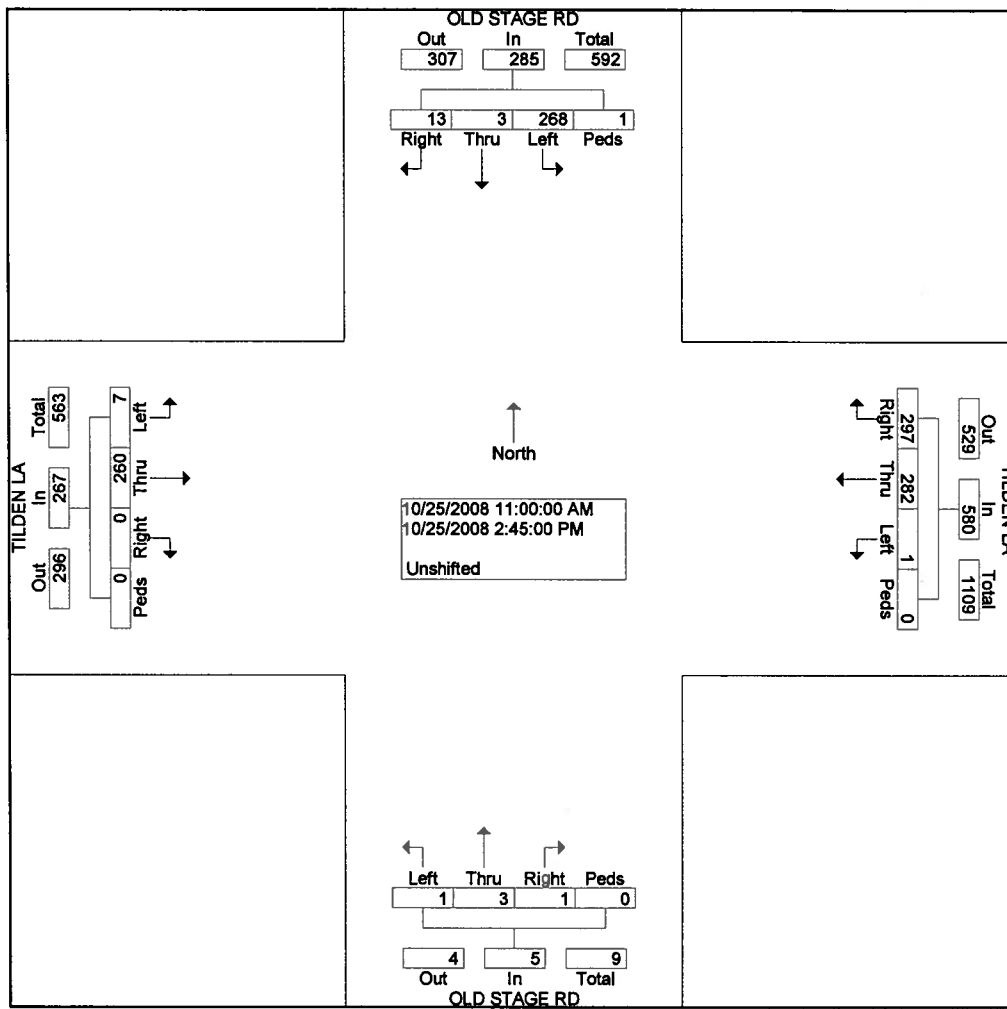 OLD STAGE RD
Out In Total
307 285 592
13 3 268 1
Right Thru Left Peds
TILDEN LA
Total In Out
563 267 296
7 260 0 0
Left Thru Right Peds
North
10/25/2008 11:00:00 AM
10/25/2008 2:45:00 PM
Unshifted
Right Thru Left Peds
297 282 1 0
Out In Total
529 580 1109
TILDEN LA
Left Thru Right Peds
1 3 1 0
4 5 9
Out In Total
OLD STAGE RD